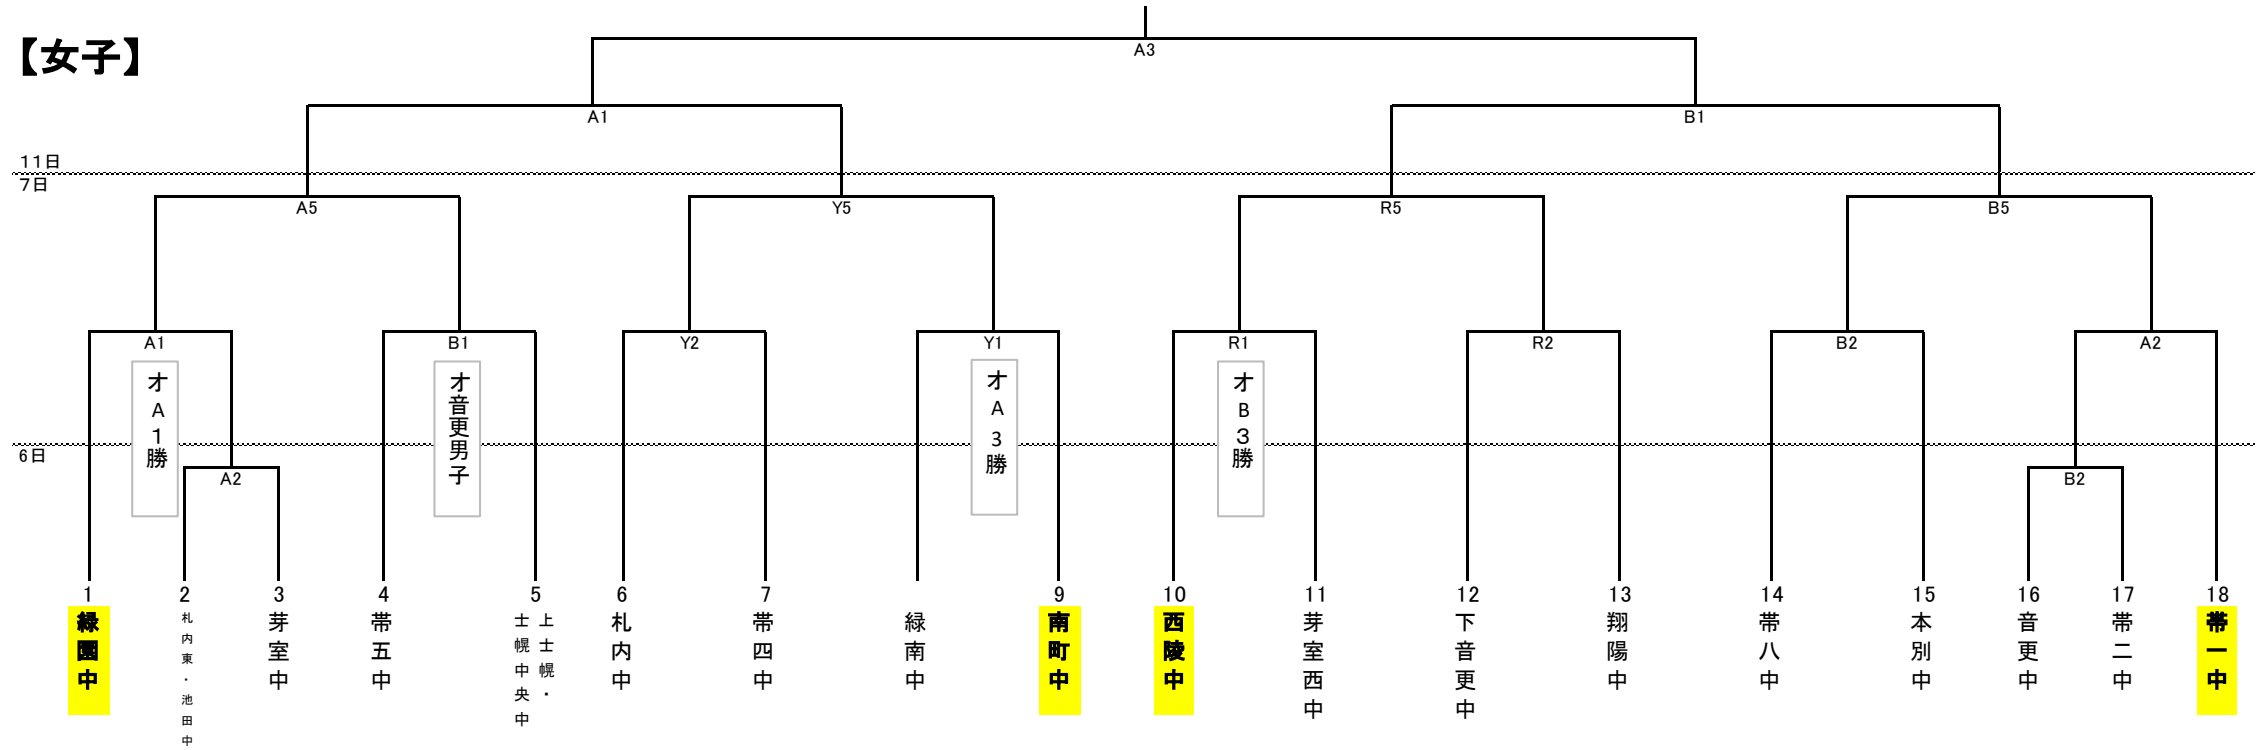 【女子】
A3
A1
B1
11日
7日
A5
Y5
R5
B5
A1
B1
Y2
Y1
R1
R2
B2
A2
オA1勝
オ音更男子
オA3勝
オB3勝
6日
A2
B2
1
2
3
4
5
6
7
9
10
11
12
13
14
15
16
17
18
緑園中
札内東・池田中
芽室中
帯五中
上士幌・
士幌中央中
札内中
帯四中
緑南中
南町中
西陵中
芽室西中
下音更中
翔陽中
帯八中
本別中
音更中
帯二中
帯一中